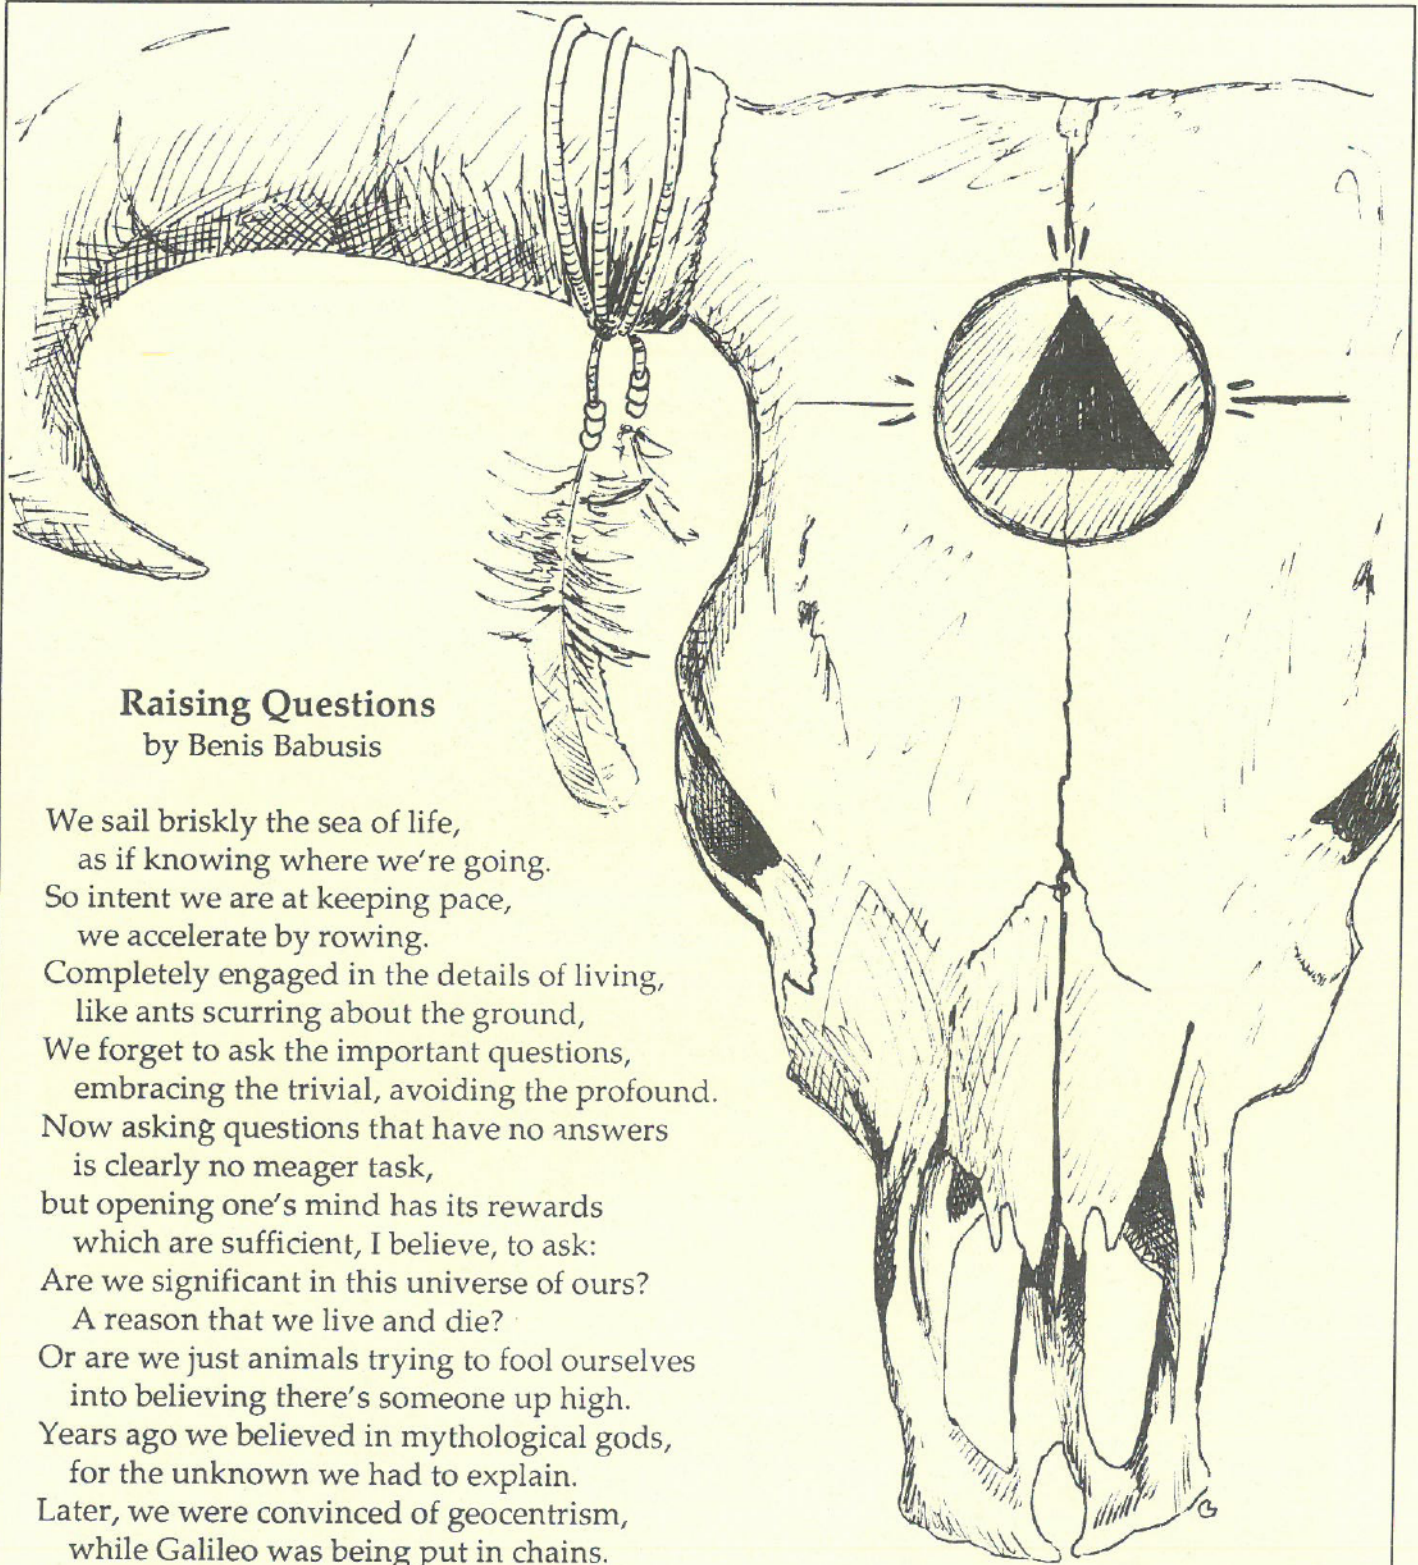 Raising Questions
by Benis Babusis
We sail briskly the sea of life,
as if knowing where we're going.
So intent we are at keeping pace,
we accelerate by rowing.
Completely engaged in the details of living,
like ants scurring about the ground,
We forget to ask the important questions,
embracing the trivial, avoiding the profound.
Now asking questions that have no answers
is clearly no meager task,
but opening one's mind has its rewards
which are sufficient, I believe, to ask:
Are we significant in this universe of ours?
A reason that we live and die?
Or are we just animals trying to fool ourselves
into believing there's someone up high.
Years ago we believed in mythological gods,
for the unknown we had to explain.
Later, we were convinced of geocentrism,
while Galileo was being put in chains.